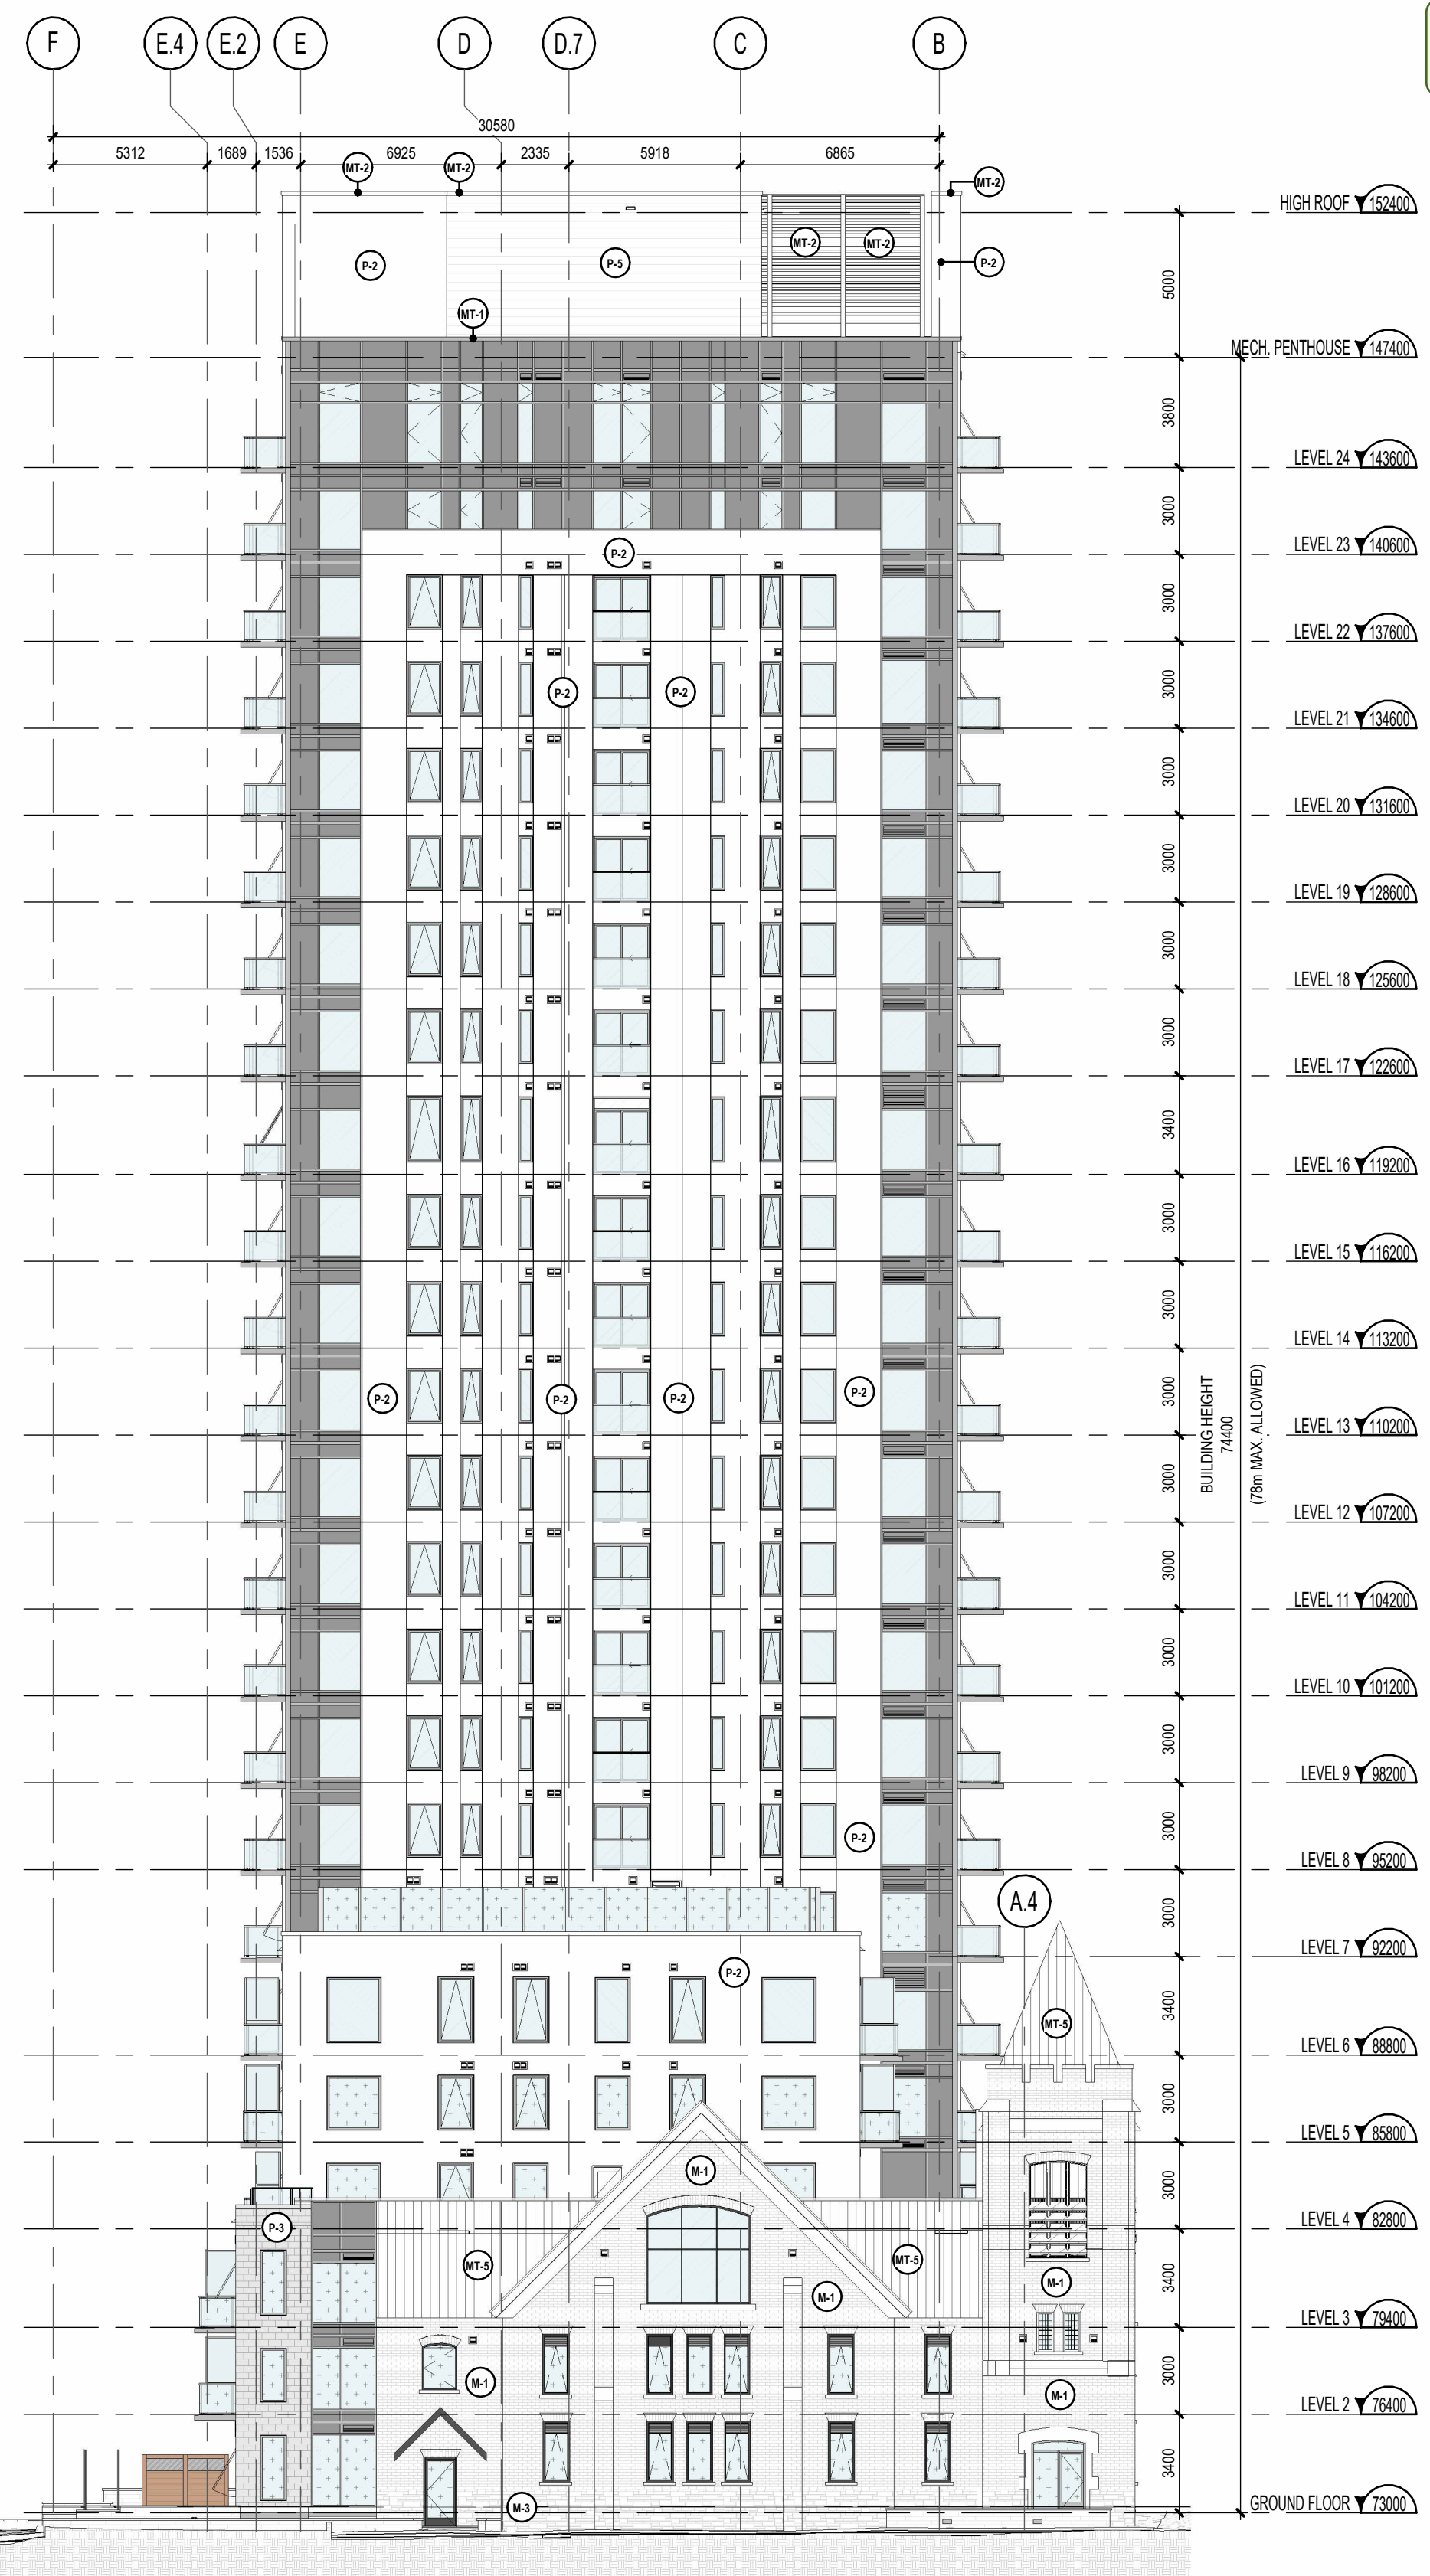 F E.4 E.2 E D D.7 C B
30580
5312 1689 1536 6925 2335 5918 6865
MT-2 MT-2 MT-2
HIGH ROOF 152400
MT-2 MT-2
P-2 P-5 P-2
5000
MT-1
MECH. PENTHOUSE 147400
3800
LEVEL 24 143600
3000
LEVEL 23 140600
P-2
3000
LEVEL 22 137600
3000
P-2 P-2
LEVEL 21 134600
3000
LEVEL 20 131600
3000
LEVEL 19 128600
3000
LEVEL 18 125600
3000
LEVEL 17 122600
3400
LEVEL 16 119200
3000
LEVEL 15 116200
3000
LEVEL 14 113200
3000
P-2 P-2 P-2 P-2
BUILDING HEIGHT
74400
(78m MAX. ALLOWED)
LEVEL 13 110200
3000
LEVEL 12 107200
3000
LEVEL 11 104200
3000
LEVEL 10 101200
3000
LEVEL 9 98200
3000
P-2
LEVEL 8 95200
3000
A.4
LEVEL 7 92200
P-2
3400
MT-5
LEVEL 6 88800
3000
LEVEL 5 85800
M-1
3000
LEVEL 4 82800
P-3
MT-5 MT-5
M-1 M-1
3400
LEVEL 3 79400
3000
M-1 M-1
LEVEL 2 76400
3400
M-3
GROUND FLOOR 73000